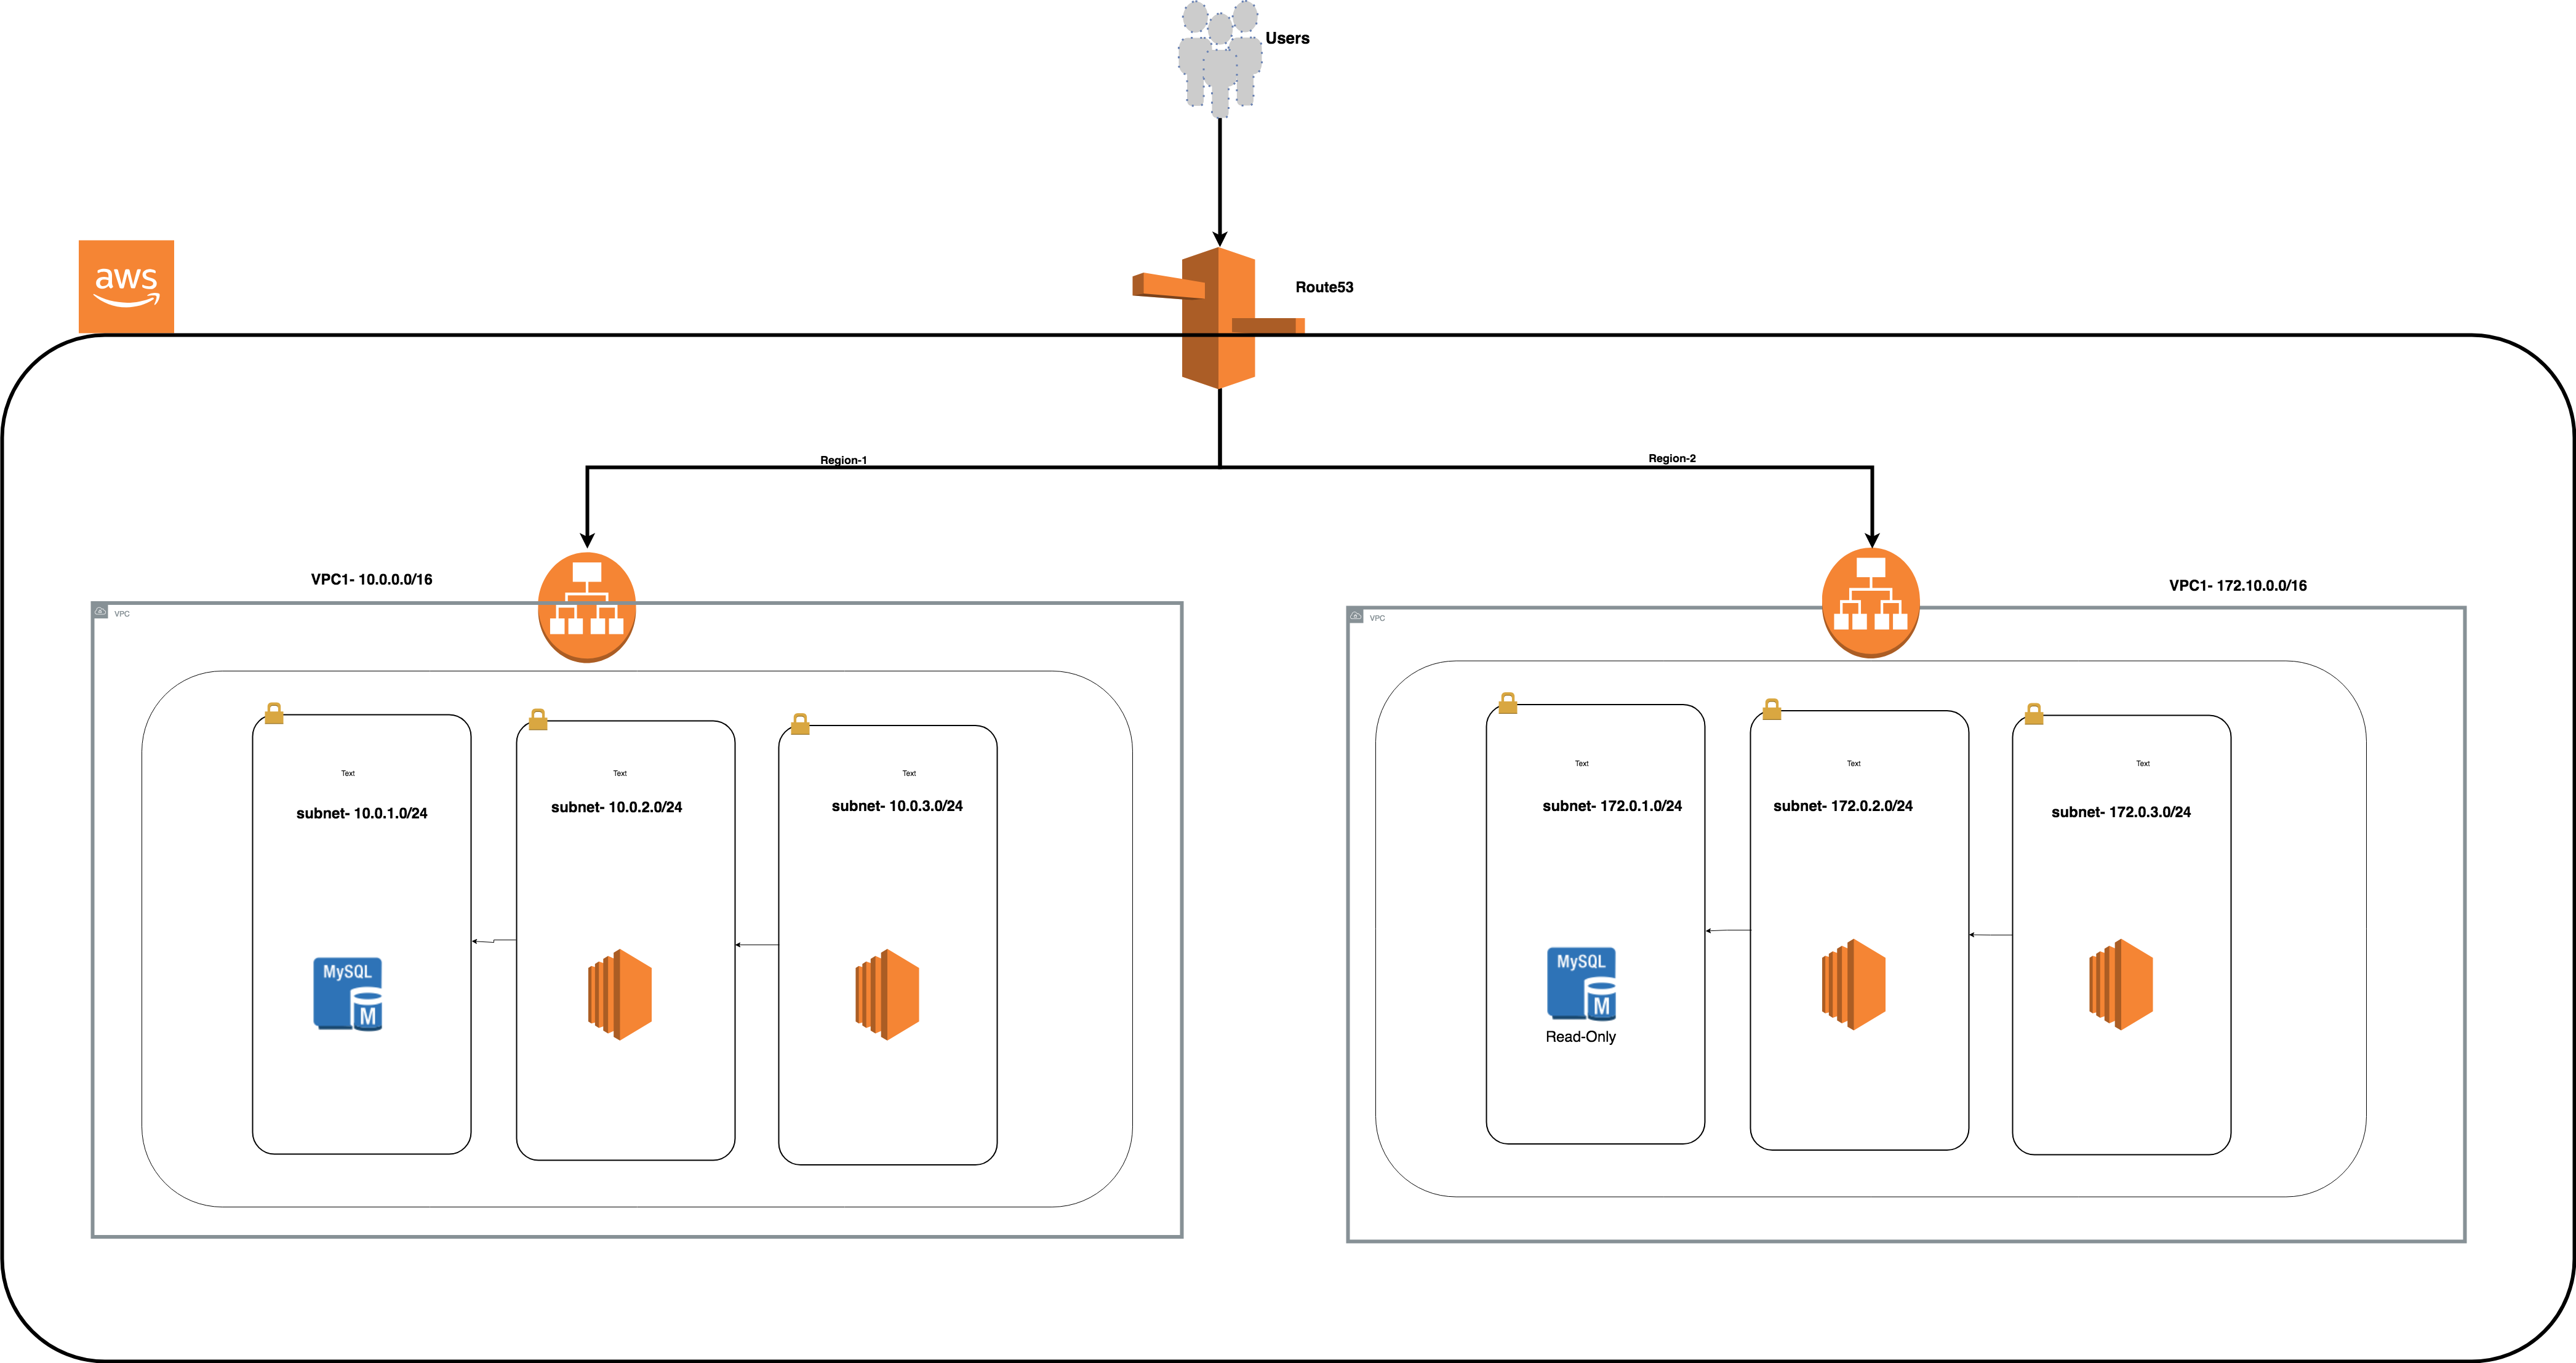 Users
aws
Route53
Region-1
Region-2
VPC1- 10.0.0.0/16
VPC1- 172.10.0.0/16
VPC
VPC
Text
Text
Text
Text
Text
Text
subnet- 10.0.1.0/24
subnet- 10.0.2.0/24
subnet- 10.0.3.0/24
subnet- 172.0.1.0/24
subnet- 172.0.2.0/24
subnet- 172.0.3.0/24
MySQL
M
MySQL
M
Read-Only